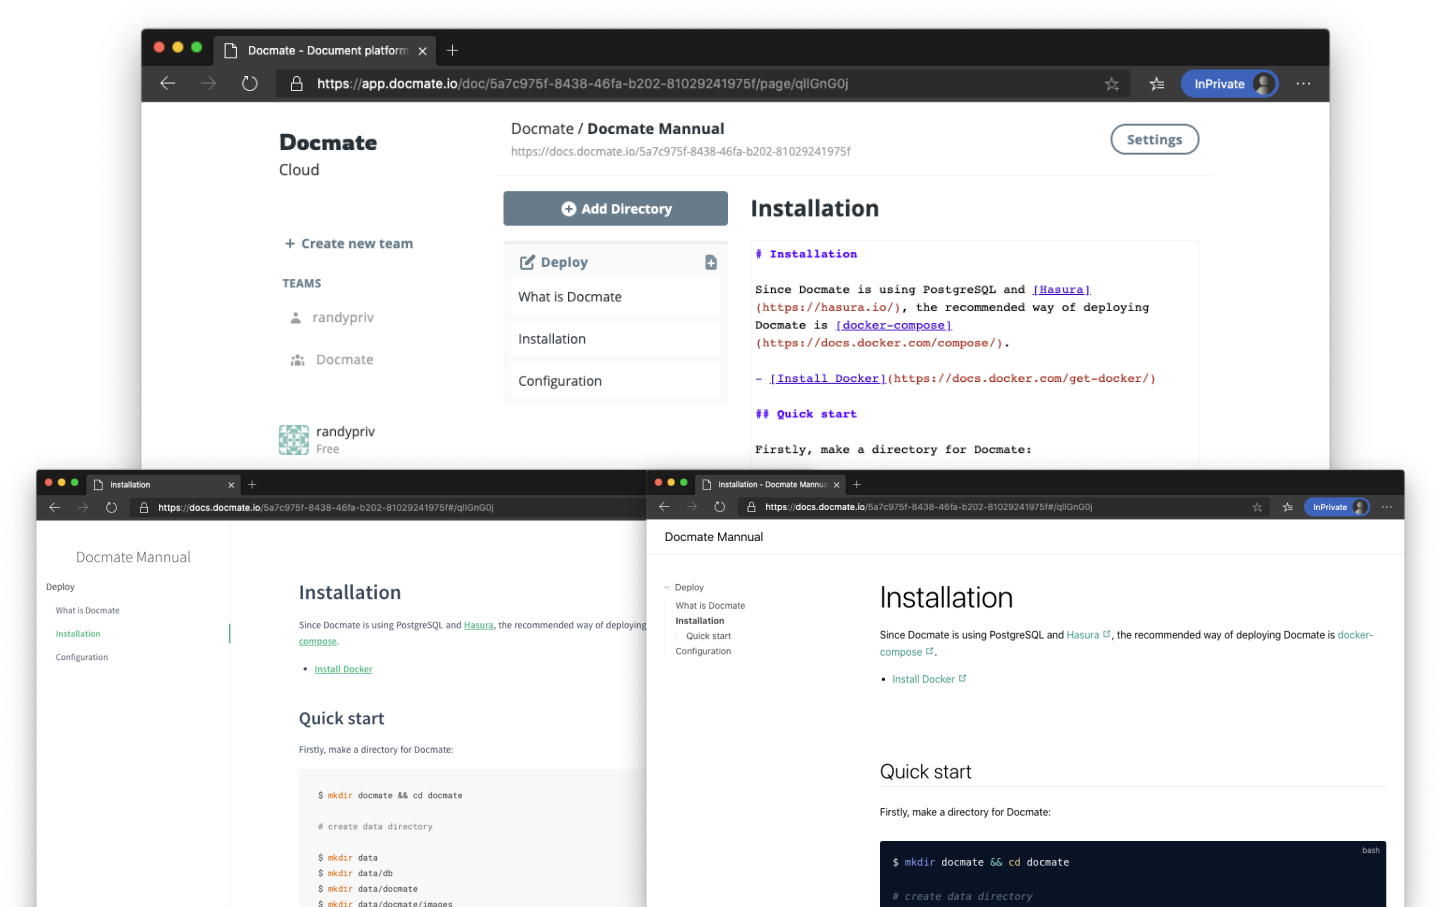 Docmate - Document platform
https://app.docmate.io/doc/5a7c975f-8438-46fa-b202-81029241975f/page/qllGnG0j
InPrivate
Docmate
Cloud
+ Create new team
TEAMS
randypriv
Docmate
randypriv
Free
Docmate / Docmate Mannual
https://docs.docmate.io/5a7c975f-8438-46fa-b202-81029241975f
Settings
Add Directory
Deploy
What is Docmate
Installation
Configuration
Installation
# Installation
Since Docmate is using PostgreSQL and [Hasura]
(https://hasura.io/), the recommended way of deploying
Docmate is [docker-compose]
(https://docs.docker.com/compose/).
- [Install Docker](https://docs.docker.com/get-docker/)
## Quick start
Firstly, make a directory for Docmate:
Installation
https://docs.docmate.io/5a7c975f-8438-46fa-b202-81029241975f#/qllGnG0j
Docmate Mannual
Deploy
What is Docmate
Installation
Configuration
Installation
Since Docmate is using PostgreSQL and Hasura, the recommended way of deploying
compose.
• Install Docker
Quick start
Firstly, make a directory for Docmate:
$ mkdir docmate && cd docmate
# create data directory
$ mkdir data
$ mkdir data/db
$ mkdir data/docmate
$ mkdir data/docmate/images
Installation - Docmate Mannua
https://docs.docmate.io/5a7c975f-8438-46fa-b202-81029241975f#/qllGnG0j
InPrivate
Docmate Mannual
Deploy
What is Docmate
Installation
Quick start
Configuration
Installation
Since Docmate is using PostgreSQL and Hasura, the recommended way of deploying Docmate is docker-
compose.
• Install Docker
Quick start
Firstly, make a directory for Docmate:
bash
$ mkdir docmate && cd docmate
# create data directory